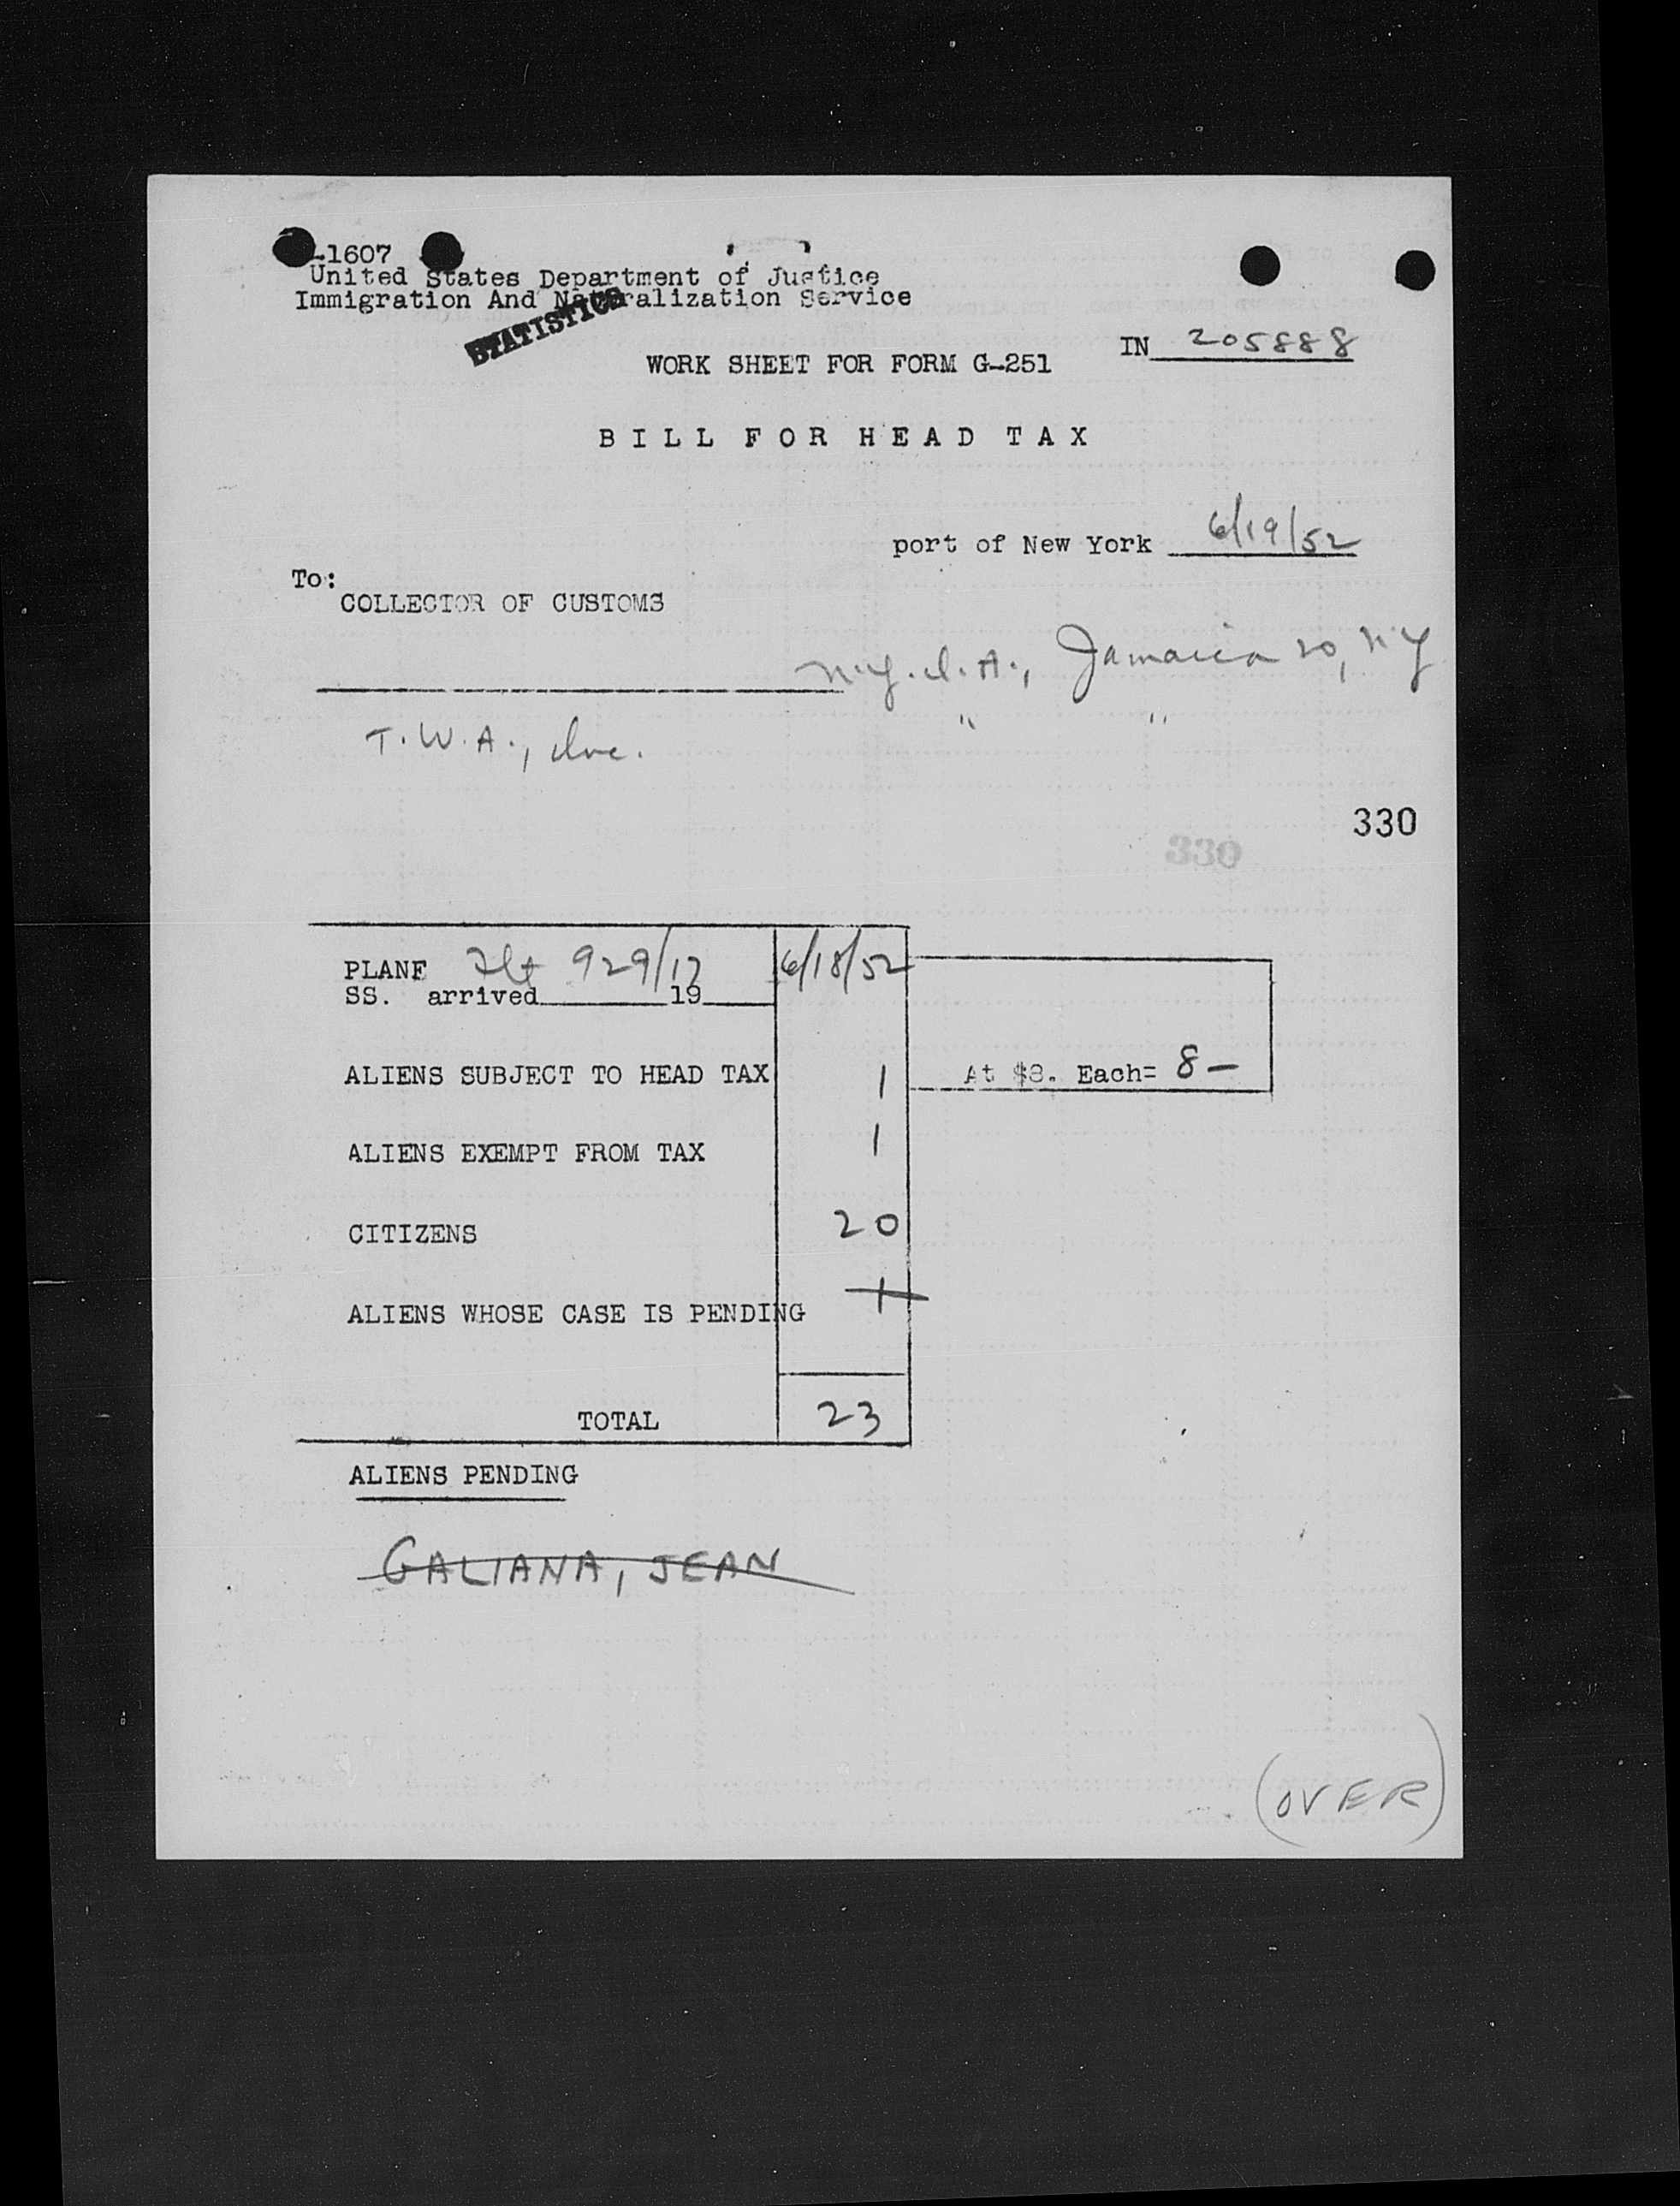 -1607
United States Department of Justice
Immigration And Naturalization Service
STATISTICS
WORK SHEET FOR FORM G-251
IN 205888
BILL FOR HEAD TAX
port of New York 6/19/52
To:
COLLECTOR OF CUSTOMS
N.Y.I.A., Jamaica 20, N.Y
T.W.A., Inc. " "
330
330
PLANE Flt 929/17 6/18/52
SS. arrived 19
ALIENS SUBJECT TO HEAD TAX 1 At $8. Each= 8 —
ALIENS EXEMPT FROM TAX 1
CITIZENS 20
ALIENS WHOSE CASE IS PENDING 1
TOTAL 23
ALIENS PENDING
GALIANA, JEAN
(OVER)